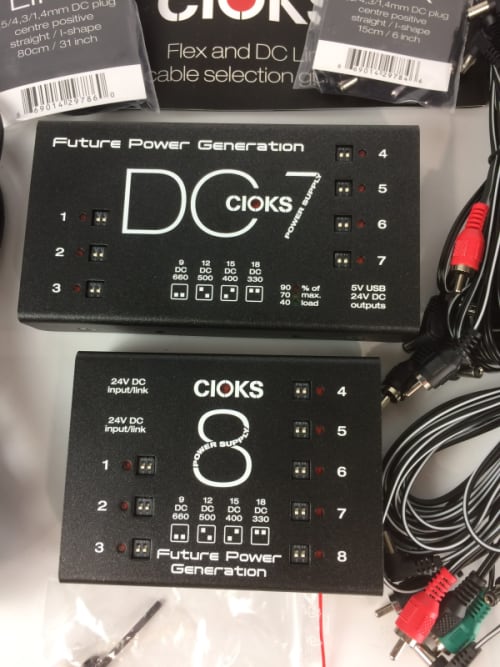 5/4,3/1,4mm DC plug
centre positive
straight / I-shape
80cm / 31 inch
CIOKS
Flex and DC
cable selection
DC plug
centre positive
straight / I-shape
15cm / 6 inch
Future Power Generation
DC7
CIOKS
POWER SUPPLY
1
2
3
4
5
6
7
9 12 15 18
DC DC DC DC
660 500 400 330
90 % of
70 max.
40 load
5V USB
24V DC
outputs
24V DC
input/link
24V DC
input/link
CIOKS
8
POWER SUPPLY
1
2
3
4
5
6
7
8
9 12 15 18
DC DC DC DC
660 500 400 330
Future Power
Generation